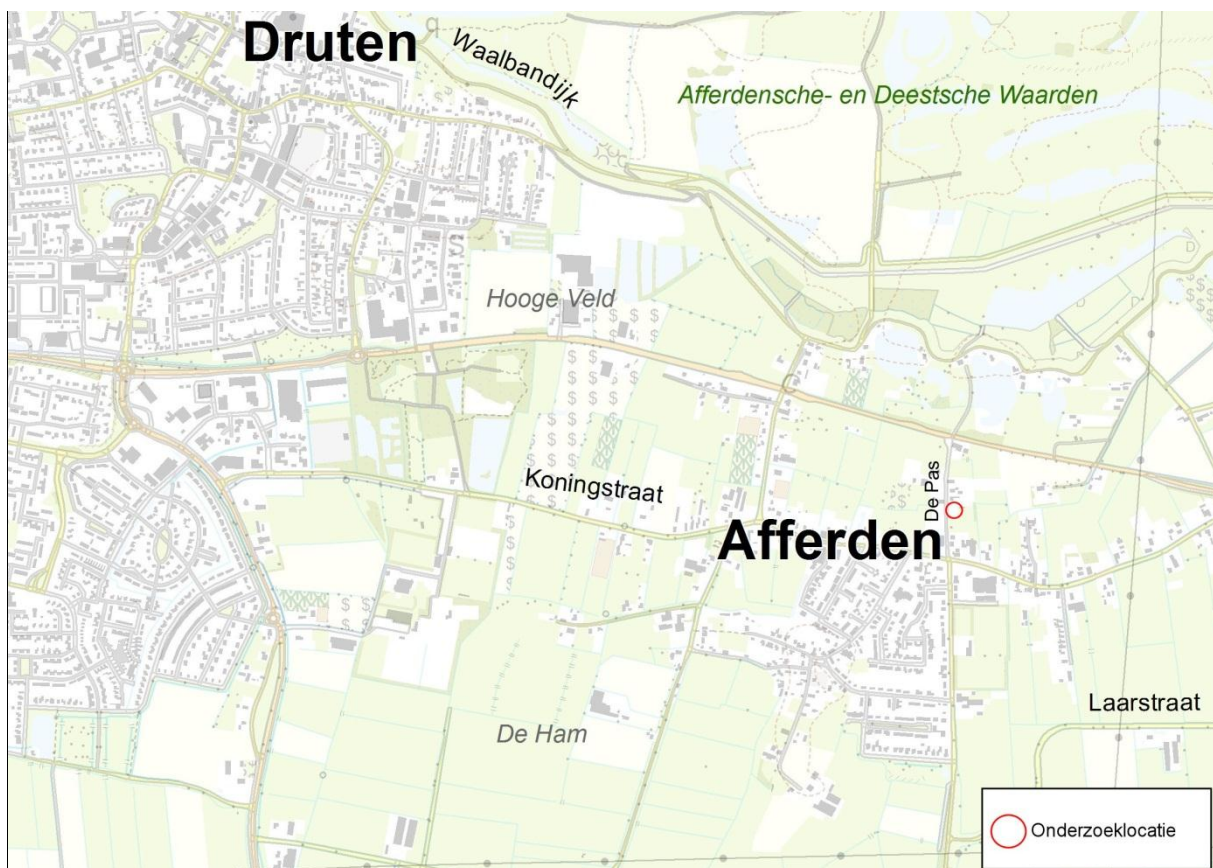 Druten
Waalbandijk
Afferdensche- en Deestsche Waarden
Hooge Veld
Koningstraat
De Pas
Afferden
Laarstraat
De Ham
Onderzoeklocatie